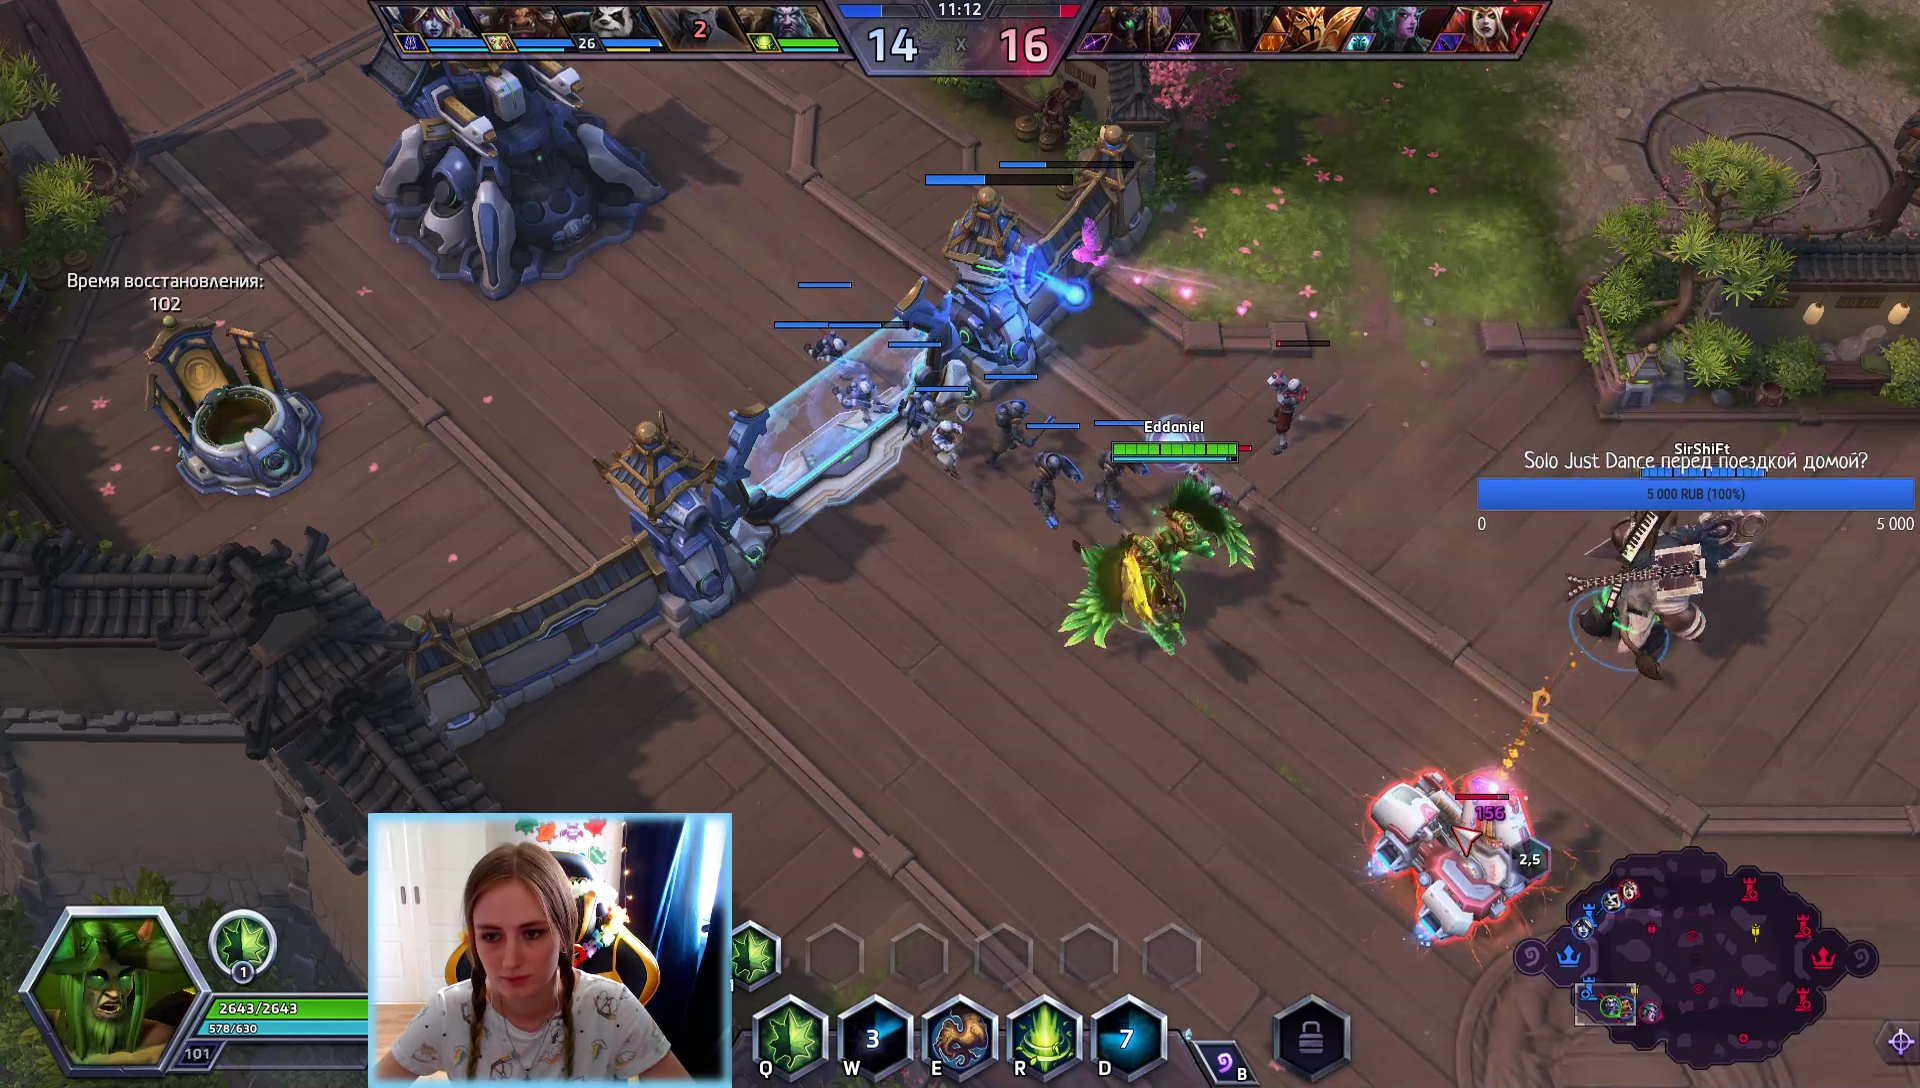 11:12
14 X 16
26
2
Время восстановления:
102
Eddaniel
SirShiFt
Solo Just Dance перед поездкой домой?
5 000 RUB (100%)
0
5 000
156
2,5
1
2643/2643
578/630
101
3
7
Q
W
E
R
D
B